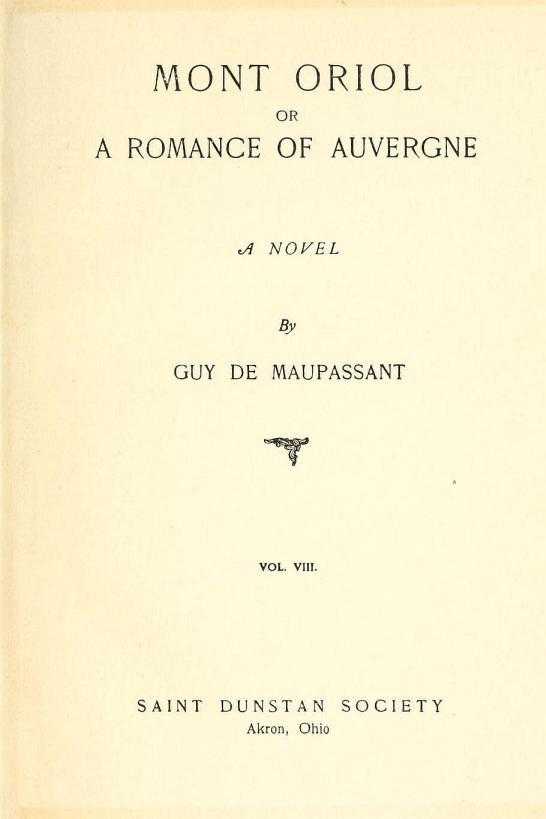 MONT ORIOL
OR
A ROMANCE OF AUVERGNE
A NOVEL
By
GUY DE MAUPASSANT
VOL. VIII.
SAINT DUNSTAN SOCIETY
Akron, Ohio